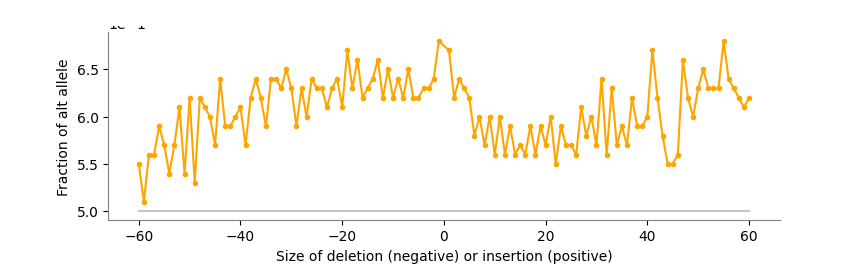 6.5
6.0
5.5
5.0
Fraction of alt allele
−60 −40 −20 0 20 40 60
Size of deletion (negative) or insertion (positive)